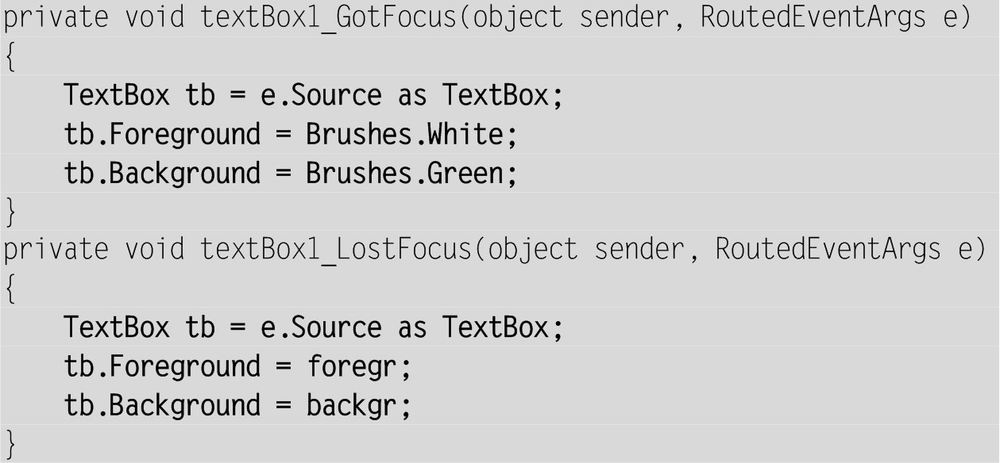 private void textBox1_GotFocus(object sender, RoutedEventArgs e)
{
    TextBox tb = e.Source as TextBox;
    tb.Foreground = Brushes.White;
    tb.Background = Brushes.Green;
}
private void textBox1_LostFocus(object sender, RoutedEventArgs e)
{
    TextBox tb = e.Source as TextBox;
    tb.Foreground = foregr;
    tb.Background = backgr;
}